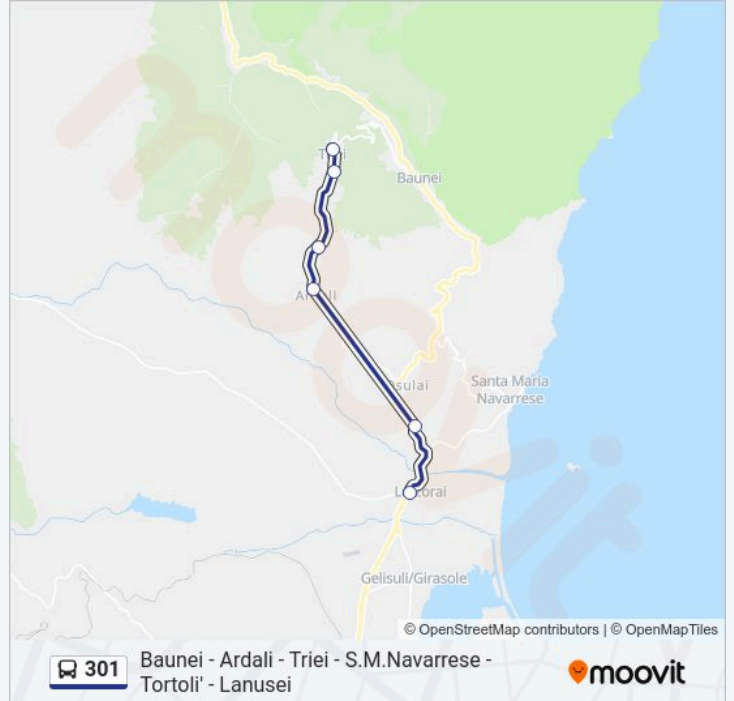 Baunei
Santa Maria
Navarrese
Gelisuli/Girasole
© OpenStreetMap contributors | © OpenMapTiles
301
Baunei - Ardali - Triei - S.M.Navarrese -
Tortoli' - Lanusei
moovit